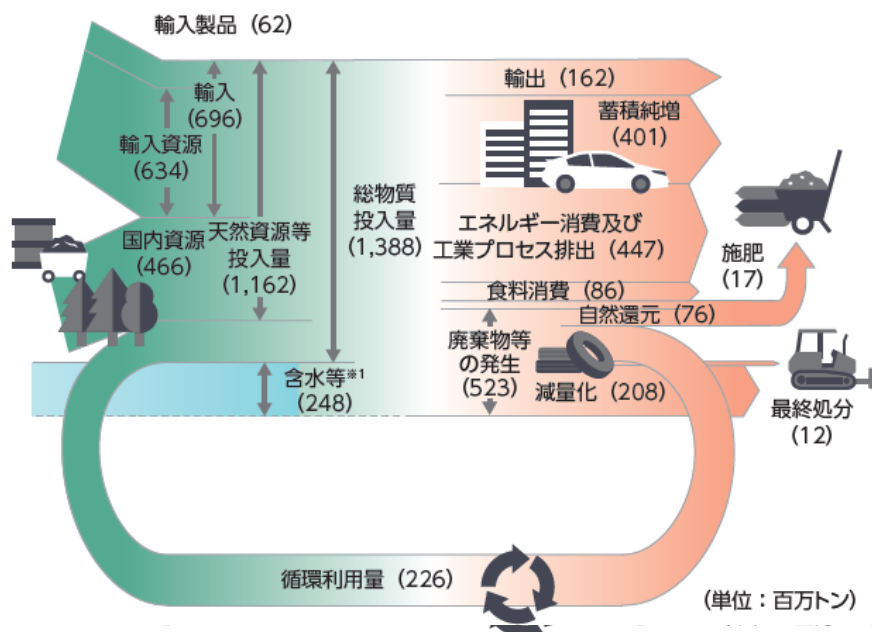 輸入製品（62）
輸入
（696）
輸入資源
（634）
国内資源
（466）
天然資源等
投入量
（1,162）
総物質
投入量
（1,388）
含水等※1
（248）
輸出（162）
蓄積純増
（401）
エネルギー消費及び
工業プロセス排出（447）
食料消費（86）
自然還元（76）
施肥
（17）
廃棄物等
の発生
（523）
減量化（208）
最終処分
（12）
循環利用量（226）
（単位：百万トン）